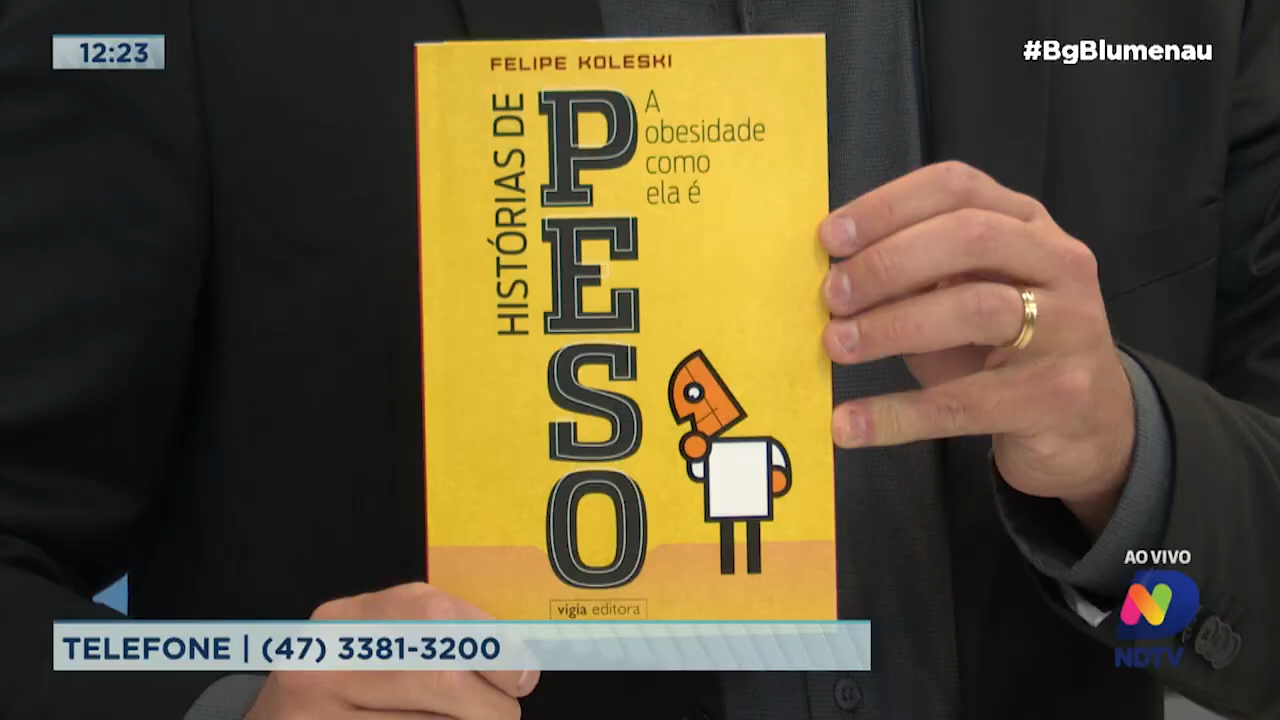 12:23
#BgBlumenau
FELIPE KOLESKI
HISTÓRIAS DE
PESO
A
obesidade
como
ela é
vigia editora
AO VIVO
NDTV
TELEFONE | (47) 3381-3200